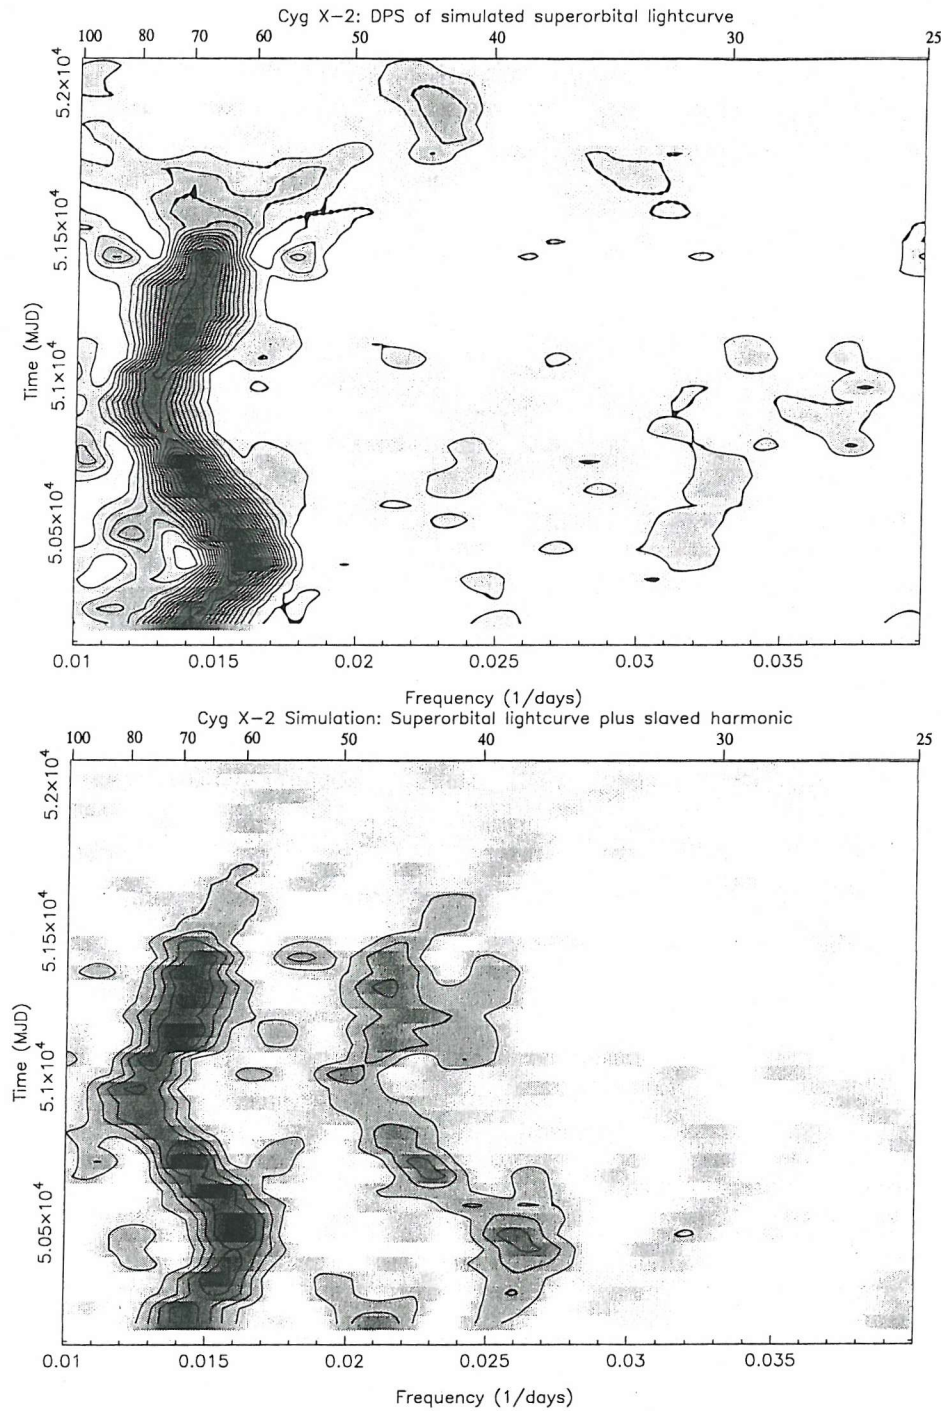 Cyg X-2: DPS of simulated superorbital lightcurve
100 80 70 60 50 40 30 25
5.2×10⁴
5.15×10⁴
5.1×10⁴
5.05×10⁴
Time (MJD)
0.01 0.015 0.02 0.025 0.03 0.035
Frequency (1/days)
Cyg X-2 Simulation: Superorbital lightcurve plus slaved harmonic
100 80 70 60 50 40 30 25
5.2×10⁴
5.15×10⁴
5.1×10⁴
5.05×10⁴
Time (MJD)
0.01 0.015 0.02 0.025 0.03 0.035
Frequency (1/days)